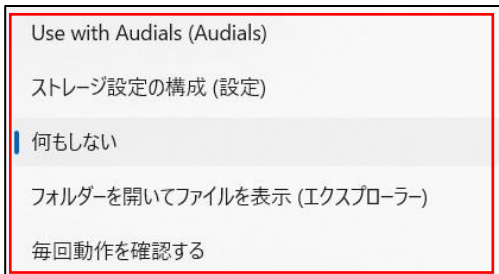 Use with Audials (Audials)
ストレージ設定の構成 (設定)
何もしない
フォルダーを開いてファイルを表示 (エクスプローラー)
毎回動作を確認する